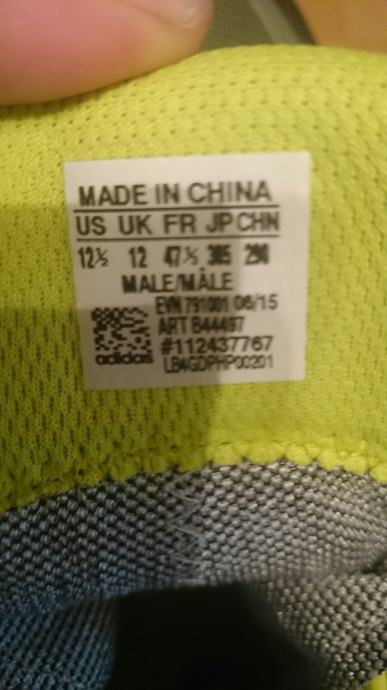 MADE IN CHINA
US UK FR JP CHN
12½ 12 47⅓ 305 290
MALE/MÂLE
EVN 791001 06/15
ART B44497
adidas #112437767
LB4GDPHP00201